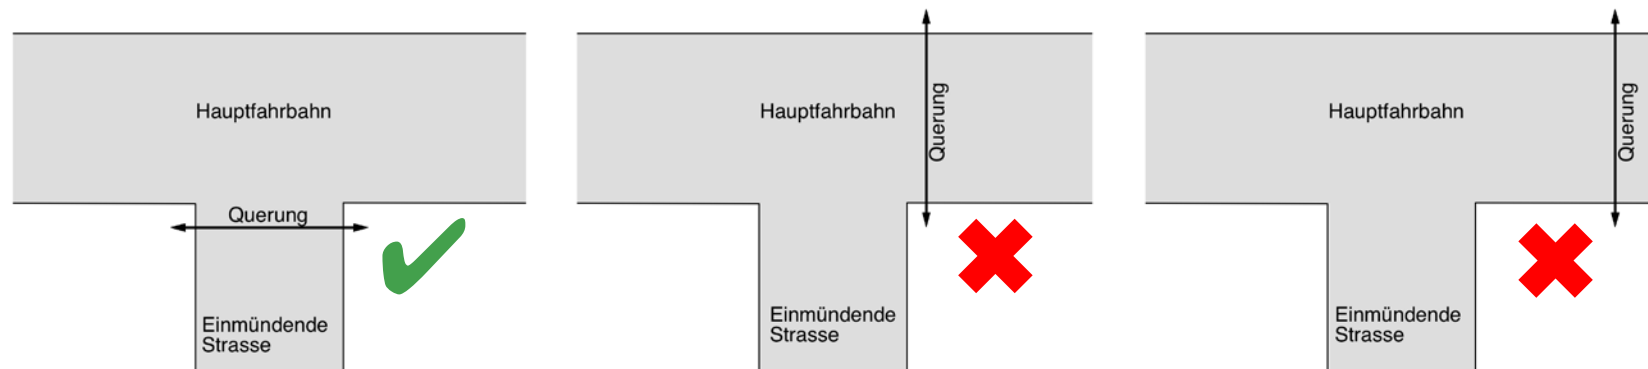 Hauptfahrbahn
Querung
Einmündende
Strasse
Hauptfahrbahn
Querung
Einmündende
Strasse
Hauptfahrbahn
Querung
Einmündende
Strasse